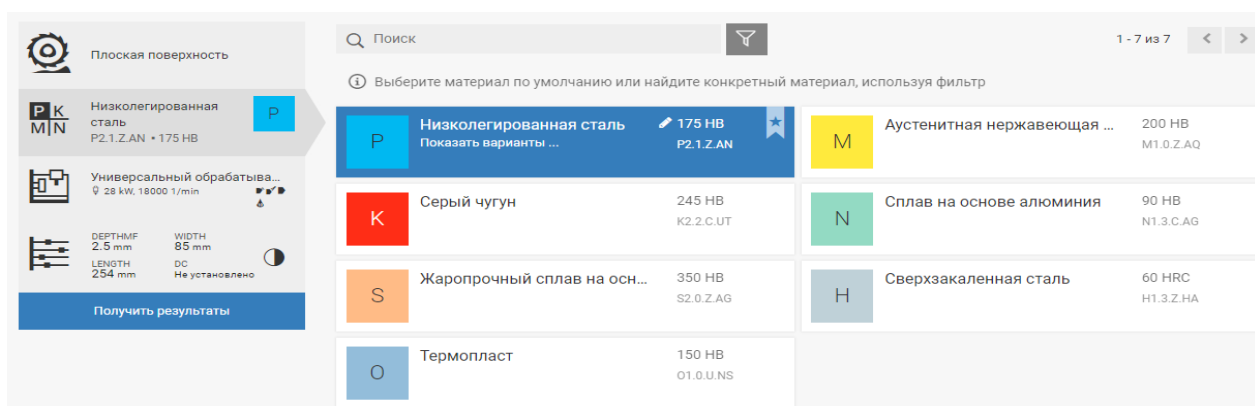 Плоская поверхность
P K
M N
Низколегированная
сталь
P2.1.Z.AN • 175 HB
P
Универсальный обрабатыва...
28 kW, 18000 1/min
DEPTHMF
2.5 mm
WIDTH
85 mm
LENGTH
254 mm
DC
Не установлено
Получить результаты
Поиск
1 - 7 из 7
Выберите материал по умолчанию или найдите конкретный материал, используя фильтр
P
Низколегированная сталь
Показать варианты ...
175 HB
P2.1.Z.AN
M
Аустенитная нержавеющая ...
200 HB
M1.0.Z.AQ
K
Серый чугун
245 HB
K2.2.C.UT
N
Сплав на основе алюминия
90 HB
N1.3.C.AG
S
Жаропрочный сплав на осн...
350 HB
S2.0.Z.AG
H
Сверхзакаленная сталь
60 HRC
H1.3.Z.HA
O
Термопласт
150 HB
O1.0.U.NS